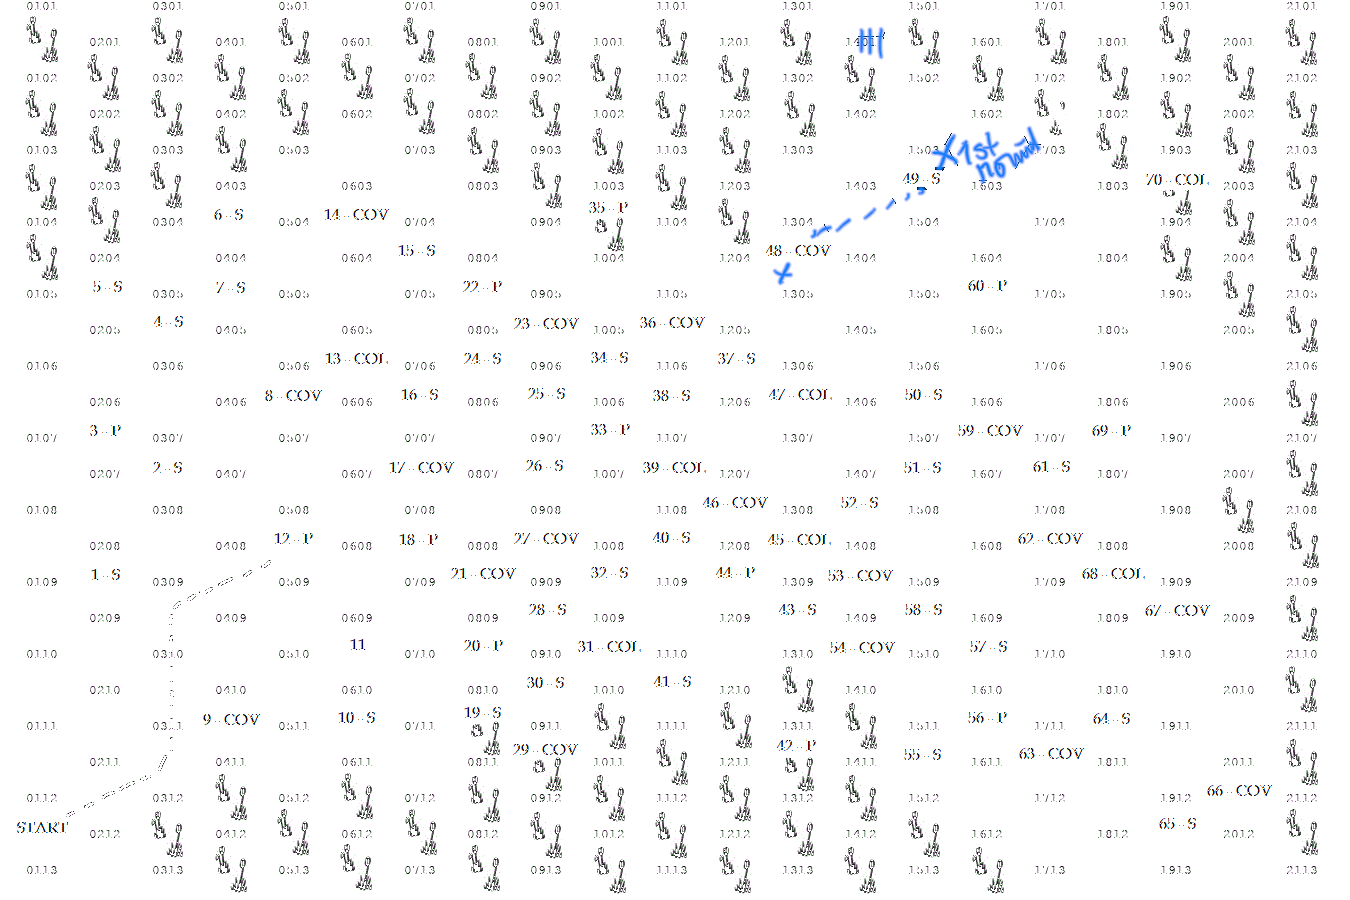 0101 0301 0501 0701 0901 1101 1301 1501 1701 1901 2101
0201 0401 0601 0801 1001 1201 III 1601 1801 2001
0102 0302 0502 0702 0902 1102 1302 1502 1702 1902 2102
0202 0402 0602 0802 1002 1202 1402 1602 1802 2002
0103 0303 0503 0703 0903 1103 1303 1503 X 1st 1703 1903 2103
49--S 70--COL
0203 0403 0603 0803 1003 1203 1403 1603 1803 2003
6--S 14--COV 35--P
0104 0304 0504 0704 0904 1104 1304 1704 1904 2104
15--S 48--COV
0204 0404 0604 0804 1004 1204 1404 1604 1804 2004
X
5--S 7--S 22--P 60--P
0105 0305 0505 0905 1105 1305 1505 1705 1905 2105
4--S 23--COV 36--COV
0205 0405 0605 0805 1005 1205 1405 1605 1805 2005
13--COL 24--S 34--S 37--S
0106 0306 0506 0706 0906 1106 1306 1506 1706 1906 2106
8--COV 16--S 25--S 38--S 47--COL 50--S
0206 0406 0606 0806 1006 1206 1406 1606 1806 2006
3--P 33--P 59--COV 69--P
0107 0307 0507 0707 0907 1107 1307 1507 1707 1907 2107
2--S 17--COV 26--S 39--COL 51--S 61--S
0207 0407 0607 0807 1007 1207 1407 1607 1807 2007
46--COV 52--S
0108 0308 0508 0708 0908 1108 1308 1508 1708 1908 2108
12--P 18--P 27--COV 40--S 45--COL 62--COV
0208 0408 0608 0808 1008 1208 1408 1608 1808 2008
1--S 21--COV 32--S 44--P 53--COV 68--COL
0109 0309 0509 0709 0909 1109 1309 1509 1709 1909 2109
28--S 43--S 58--S 67--COV
0209 0409 0609 0809 1009 1209 1409 1609 1809 2009
11 20--P 31--COL 54--COV 57--S
0110 0310 0510 0710 0910 1110 1310 1510 1710 1910 2110
30--S 41--S
0210 0410 0610 0810 1010 1210 1410 1610 1810 2010
9--COV 10--S 19--S 56--P 64--S
0111 0311 0511 0711 0911 1111 1311 1511 1711 1911 2111
29--COV 42--P 55--S 63--COV
0211 0411 0611 0811 1011 1211 1411 1611 1811 2011
66--COV
0112 0312 0512 0712 0912 1112 1312 1512 1712 1912 2112
START 65--S
0212 0412 0612 0812 1012 1212 1412 1612 1812 2012
0113 0313 0513 0713 0913 1113 1313 1513 1713 1913 2113